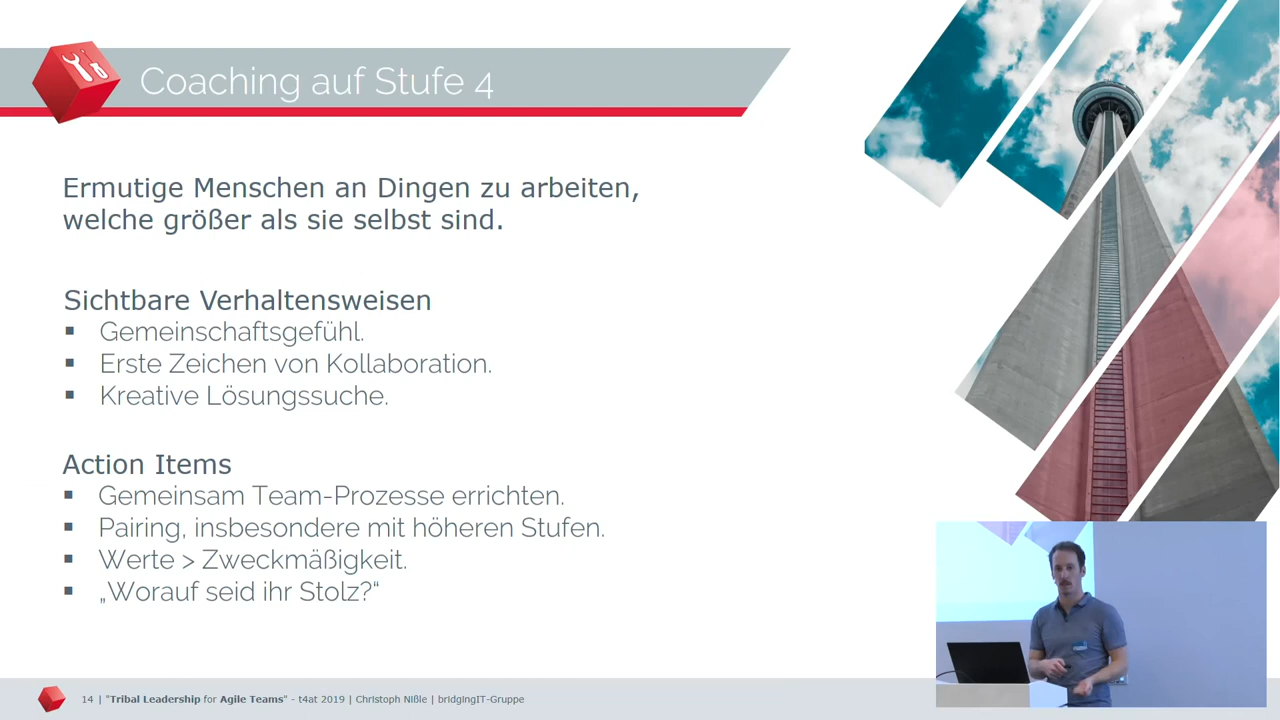 Coaching auf Stufe 4
Ermutige Menschen an Dingen zu arbeiten,
welche größer als sie selbst sind.
Sichtbare Verhaltensweisen
▪ Gemeinschaftsgefühl.
▪ Erste Zeichen von Kollaboration.
▪ Kreative Lösungssuche.
Action Items
▪ Gemeinsam Team-Prozesse errichten.
▪ Pairing, insbesondere mit höheren Stufen.
▪ Werte > Zweckmäßigkeit.
▪ „Worauf seid ihr Stolz?“
14 | "Tribal Leadership for Agile Teams" - t4at 2019 | Christoph Nißle | bridgingIT-Gruppe